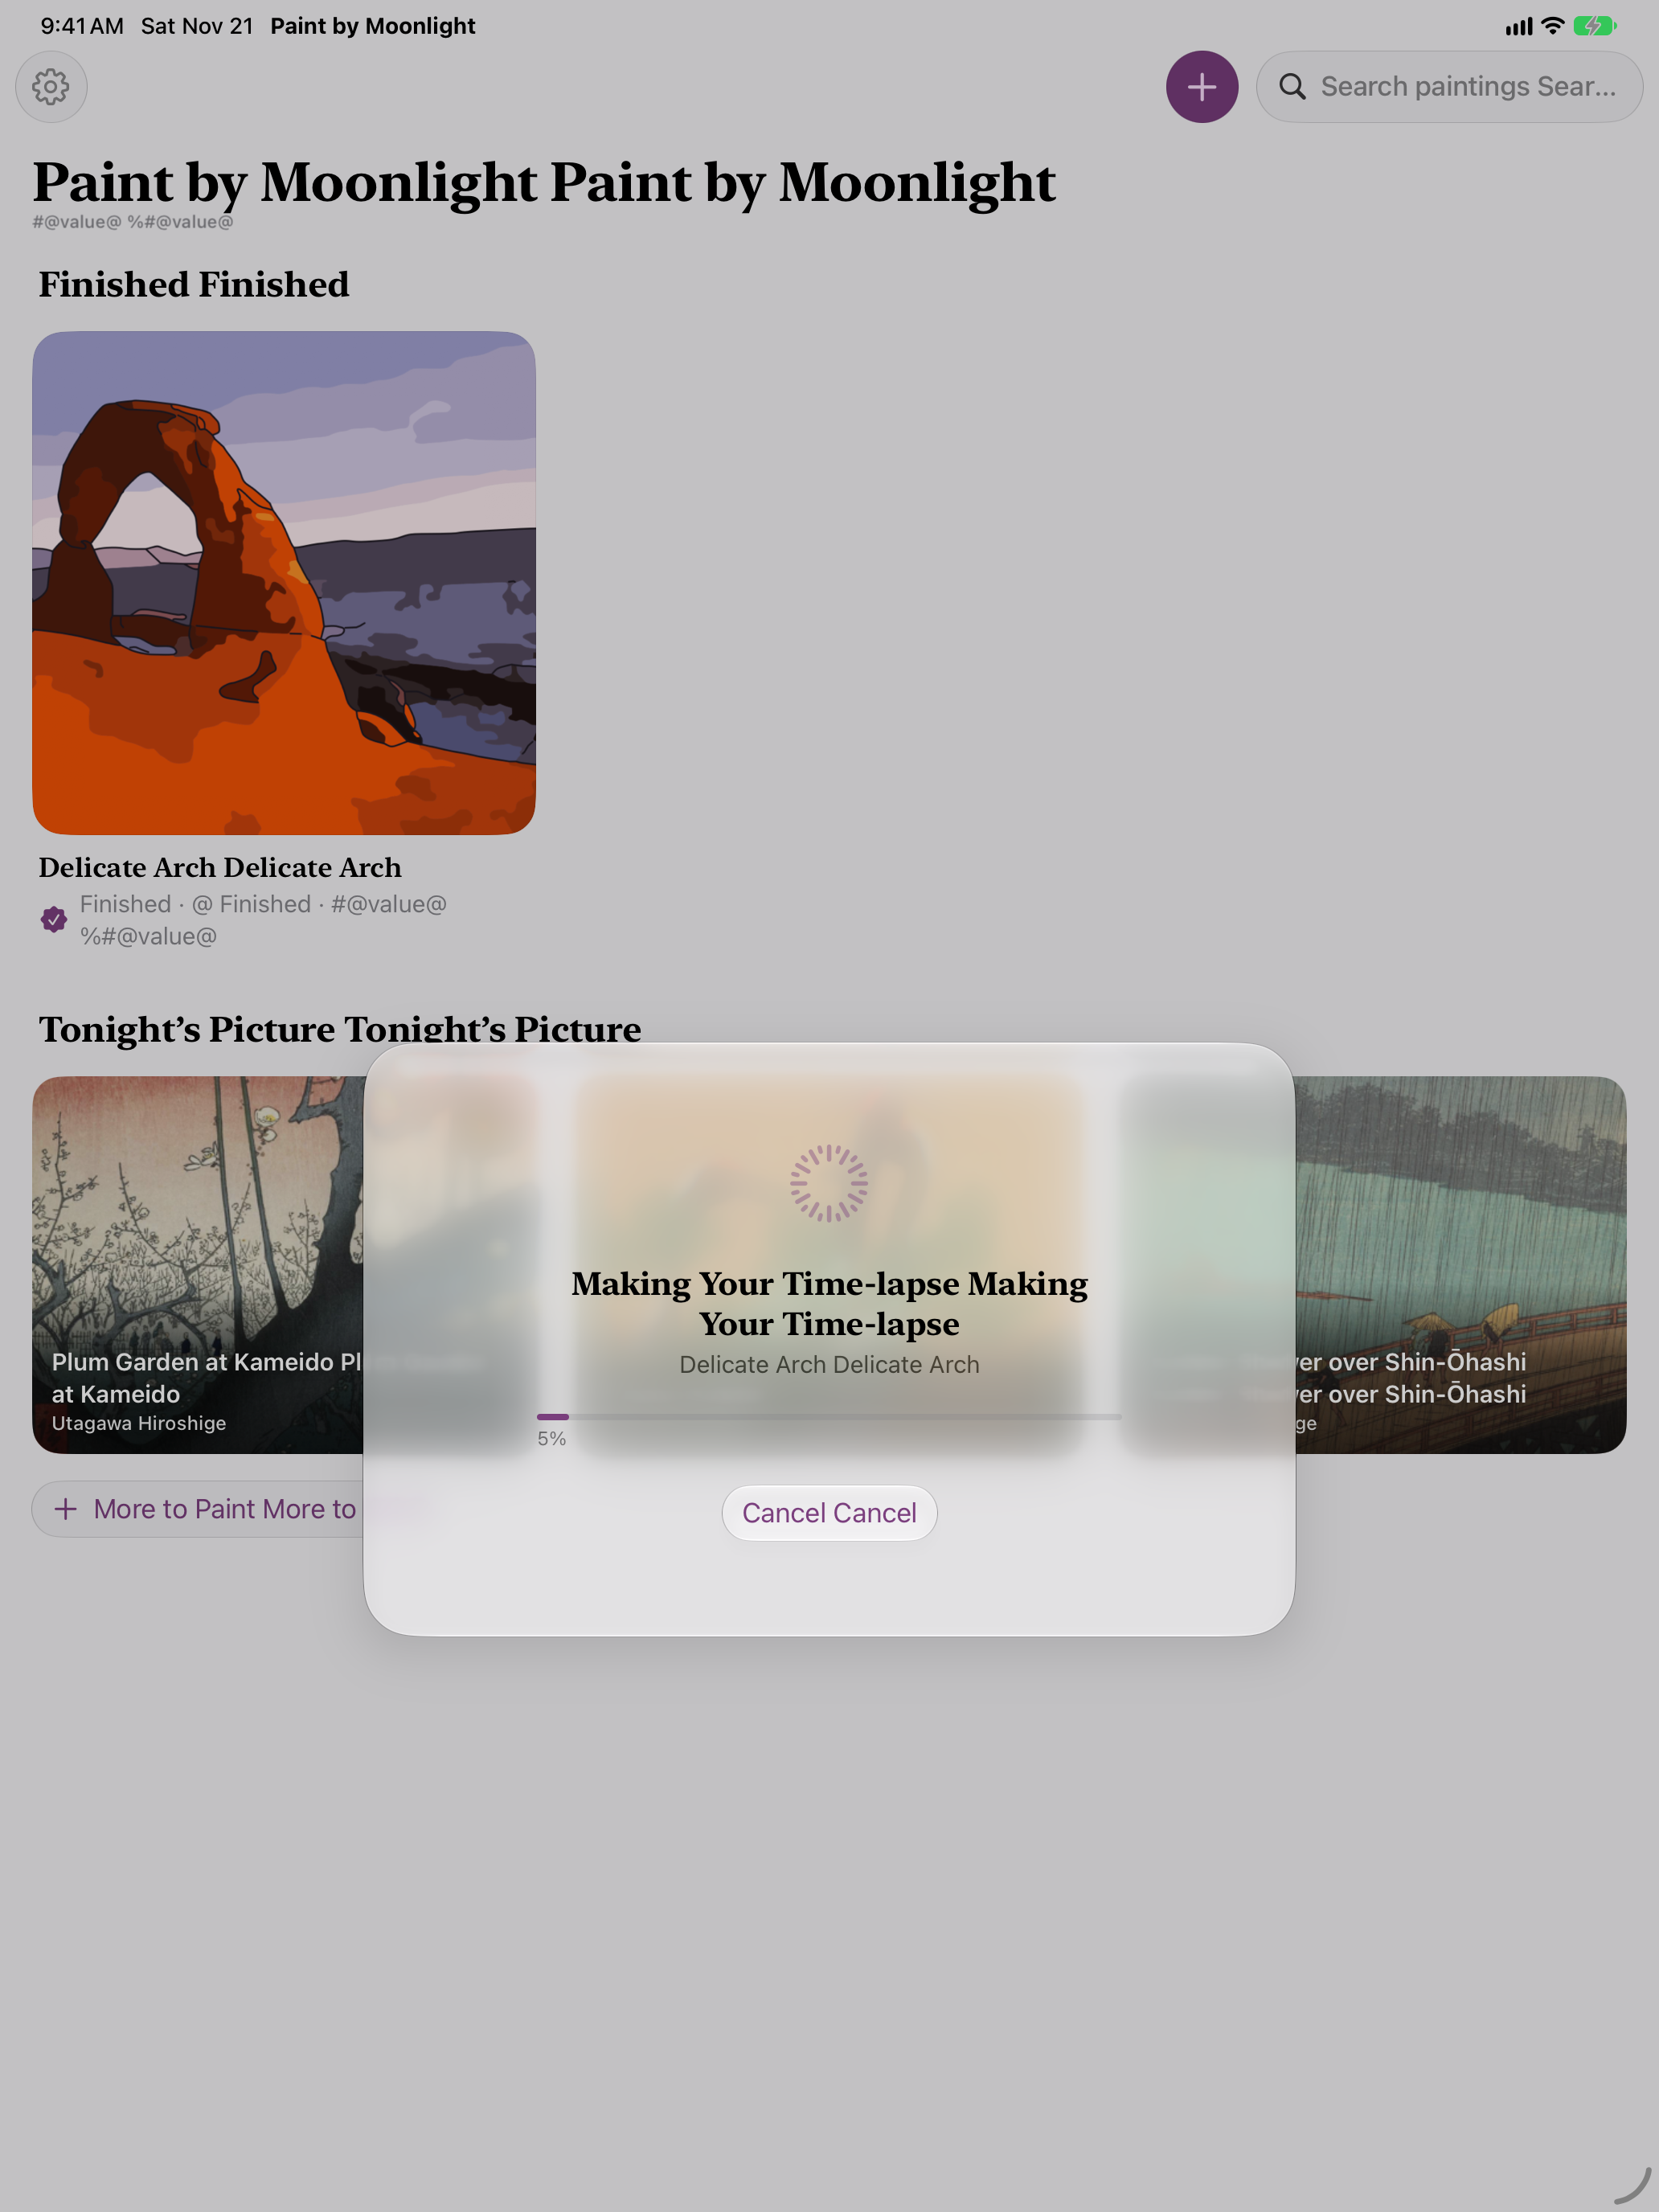 9:41 AM Sat Nov 21 Paint by Moonlight
Search paintings Sear...
Paint by Moonlight Paint by Moonlight
#@value@ %#@value@
Finished Finished
Delicate Arch Delicate Arch
Finished · @ Finished · #@value@
%#@value@
Tonight’s Picture Tonight’s Picture
Plum Garden at Kameido Pl
at Kameido
Utagawa Hiroshige
er over Shin-Ōhashi
er over Shin-Ōhashi
ge
Making Your Time-lapse Making
Your Time-lapse
Delicate Arch Delicate Arch
5%
Cancel Cancel
More to Paint More to